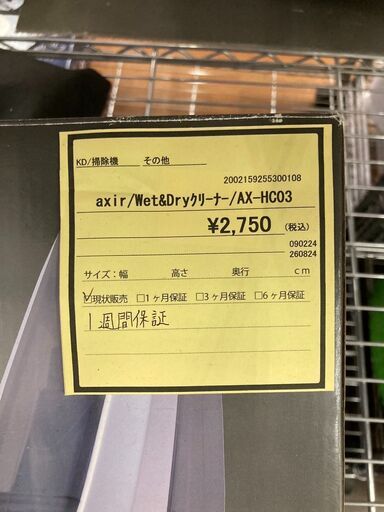 KD/掃除機 その他
2002159255300108
axir/Wet&Dryクリーナー/AX-HC03
¥2,750 (税込)
090224
260824
サイズ:幅 高さ 奥行 cm
☑現状販売 □1ヶ月保証 □3ヶ月保証 □6ヶ月保証
1週間保証